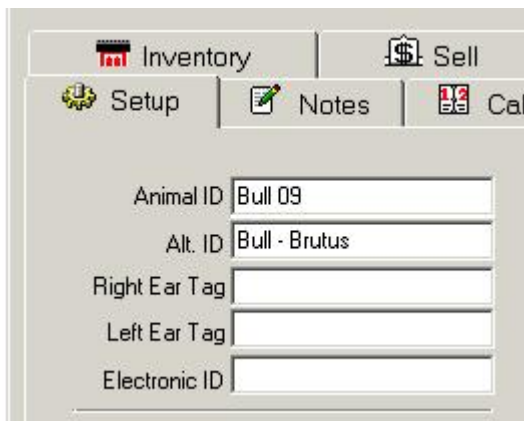 Inventory
Sell
Setup
Notes
Animal ID Bull 09
Alt. ID Bull - Brutus
Right Ear Tag
Left Ear Tag
Electronic ID